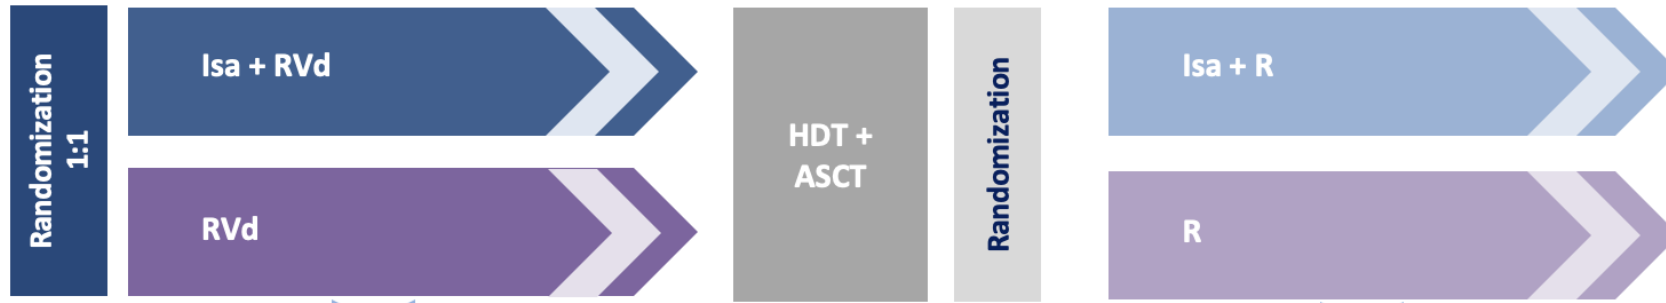 Randomization
1:1
Isa + RVd
RVd
HDT +
ASCT
Randomization
Isa + R
R